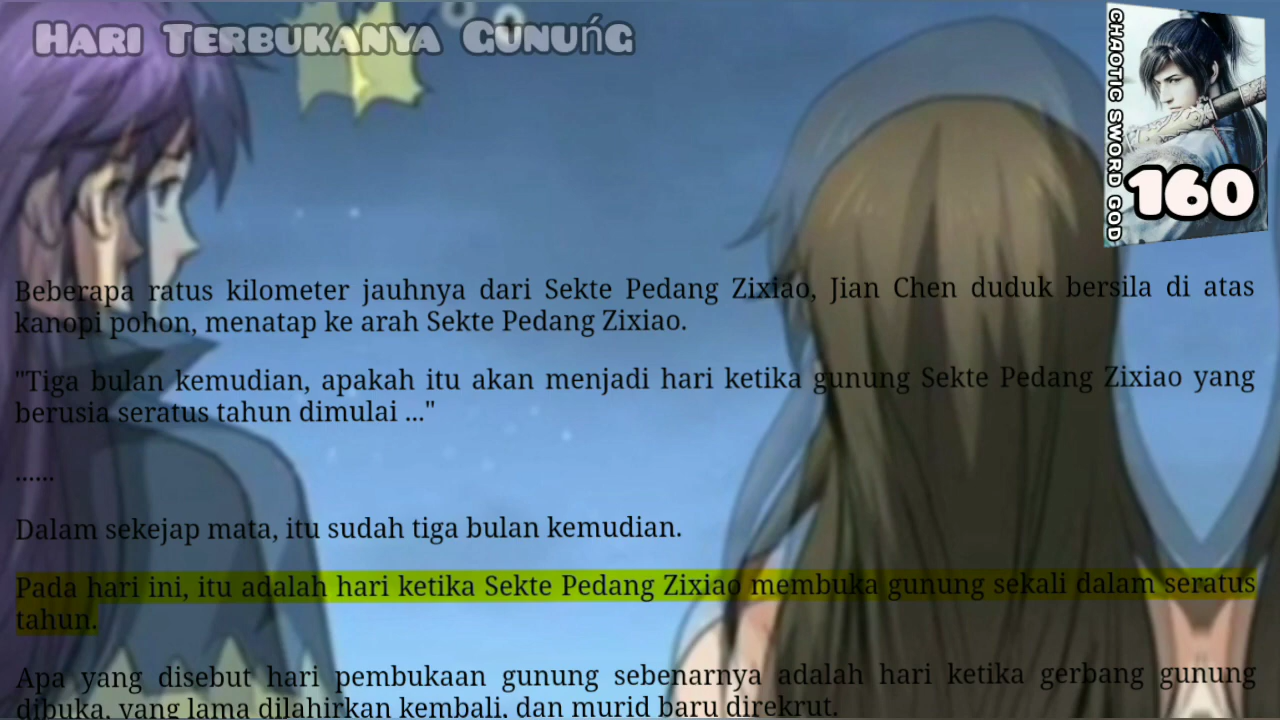 Hari Terbukanya Gunuńg
CHAOTIC SWORD GOD
160
Beberapa ratus kilometer jauhnya dari Sekte Pedang Zixiao, Jian Chen duduk bersila di atas
kanopi pohon, menatap ke arah Sekte Pedang Zixiao.
"Tiga bulan kemudian, apakah itu akan menjadi hari ketika gunung Sekte Pedang Zixiao yang
berusia seratus tahun dimulai ..."
......
Dalam sekejap mata, itu sudah tiga bulan kemudian.
Pada hari ini, itu adalah hari ketika Sekte Pedang Zixiao membuka gunung sekali dalam seratus
tahun.
Apa yang disebut hari pembukaan gunung sebenarnya adalah hari ketika gerbang gunung
dibuka, yang lama dilahirkan kembali, dan murid baru direkrut.